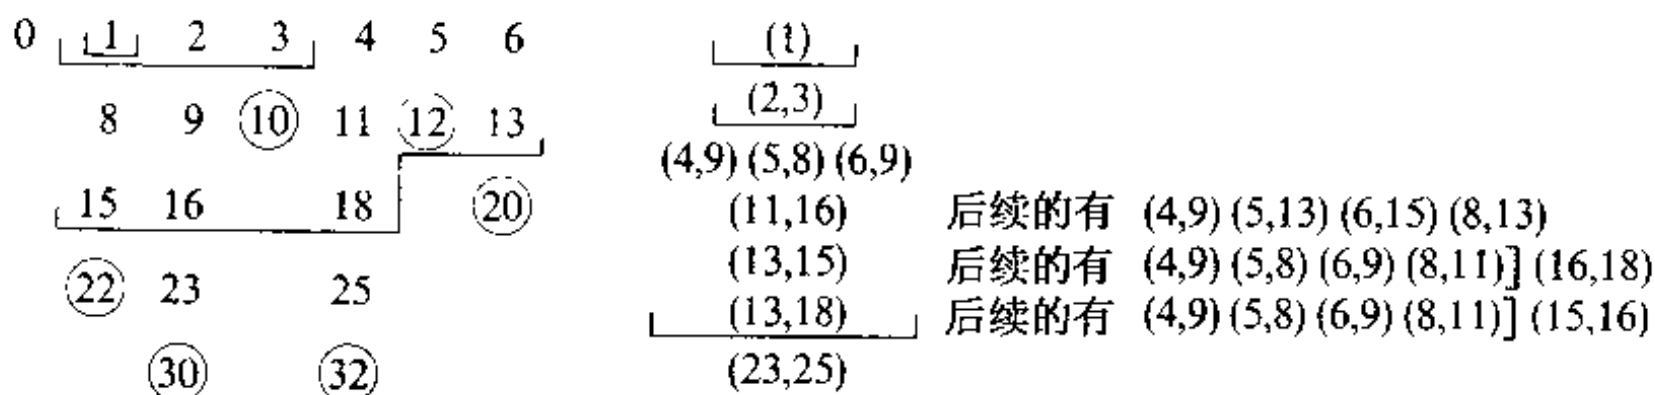 0 1 2 3 4 5 6 (1)
8 9 10 11 12 13 (2,3)
(4,9) (5,8) (6,9)
15 16 18 20 (11,16) 后续的有 (4,9) (5,13) (6,15) (8,13)
(13,15) 后续的有 (4,9) (5,8) (6,9) (8,11)] (16,18)
22 23 25 (13,18) 后续的有 (4,9) (5,8) (6,9) (8,11)] (15,16)
30 32 (23,25)